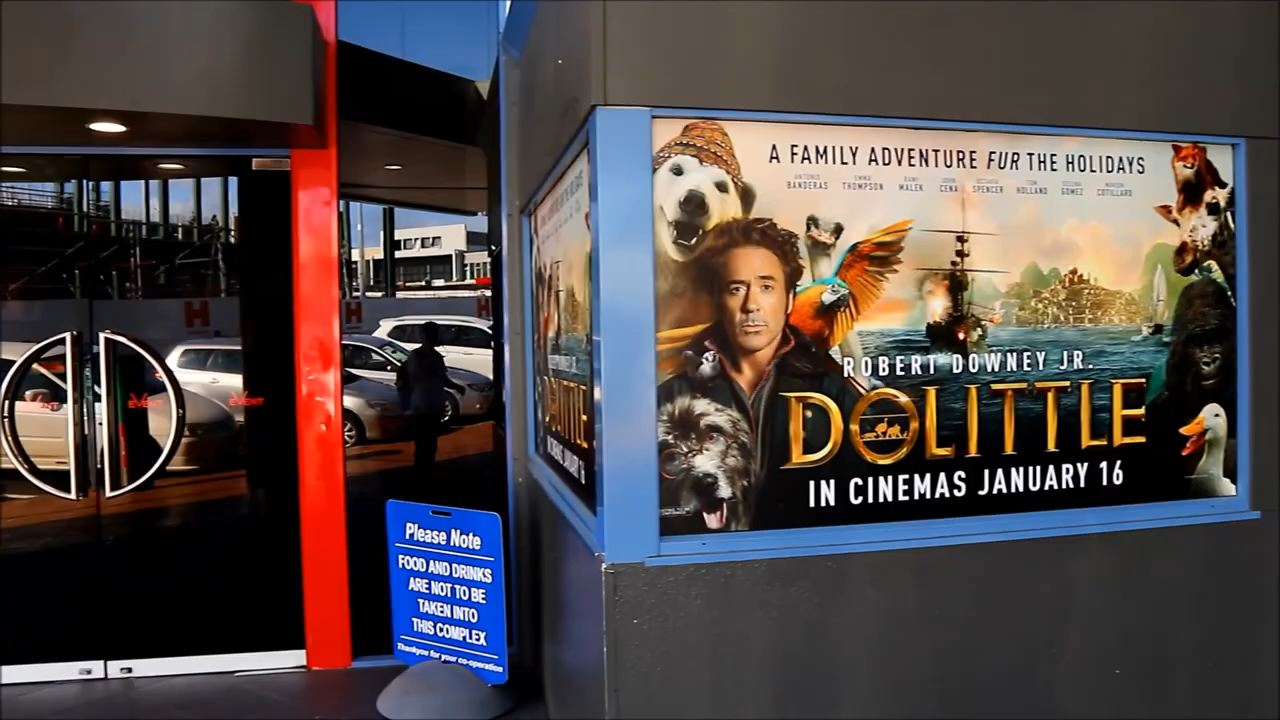 A FAMILY ADVENTURE FUR THE HOLIDAYS
ANTONIO BANDERAS EMMA THOMPSON RAMI MALEK JOHN CENA OCTAVIA SPENCER TOM HOLLAND SELENA GOMEZ MARION COTILLARD
ROBERT DOWNEY JR.
DOLITTLE
IN CINEMAS JANUARY 16
H
H
H
EVENT
EVENT
Please Note
FOOD AND DRINKS
ARE NOT TO BE
TAKEN INTO
THIS COMPLEX
Thankyou for your co-operation